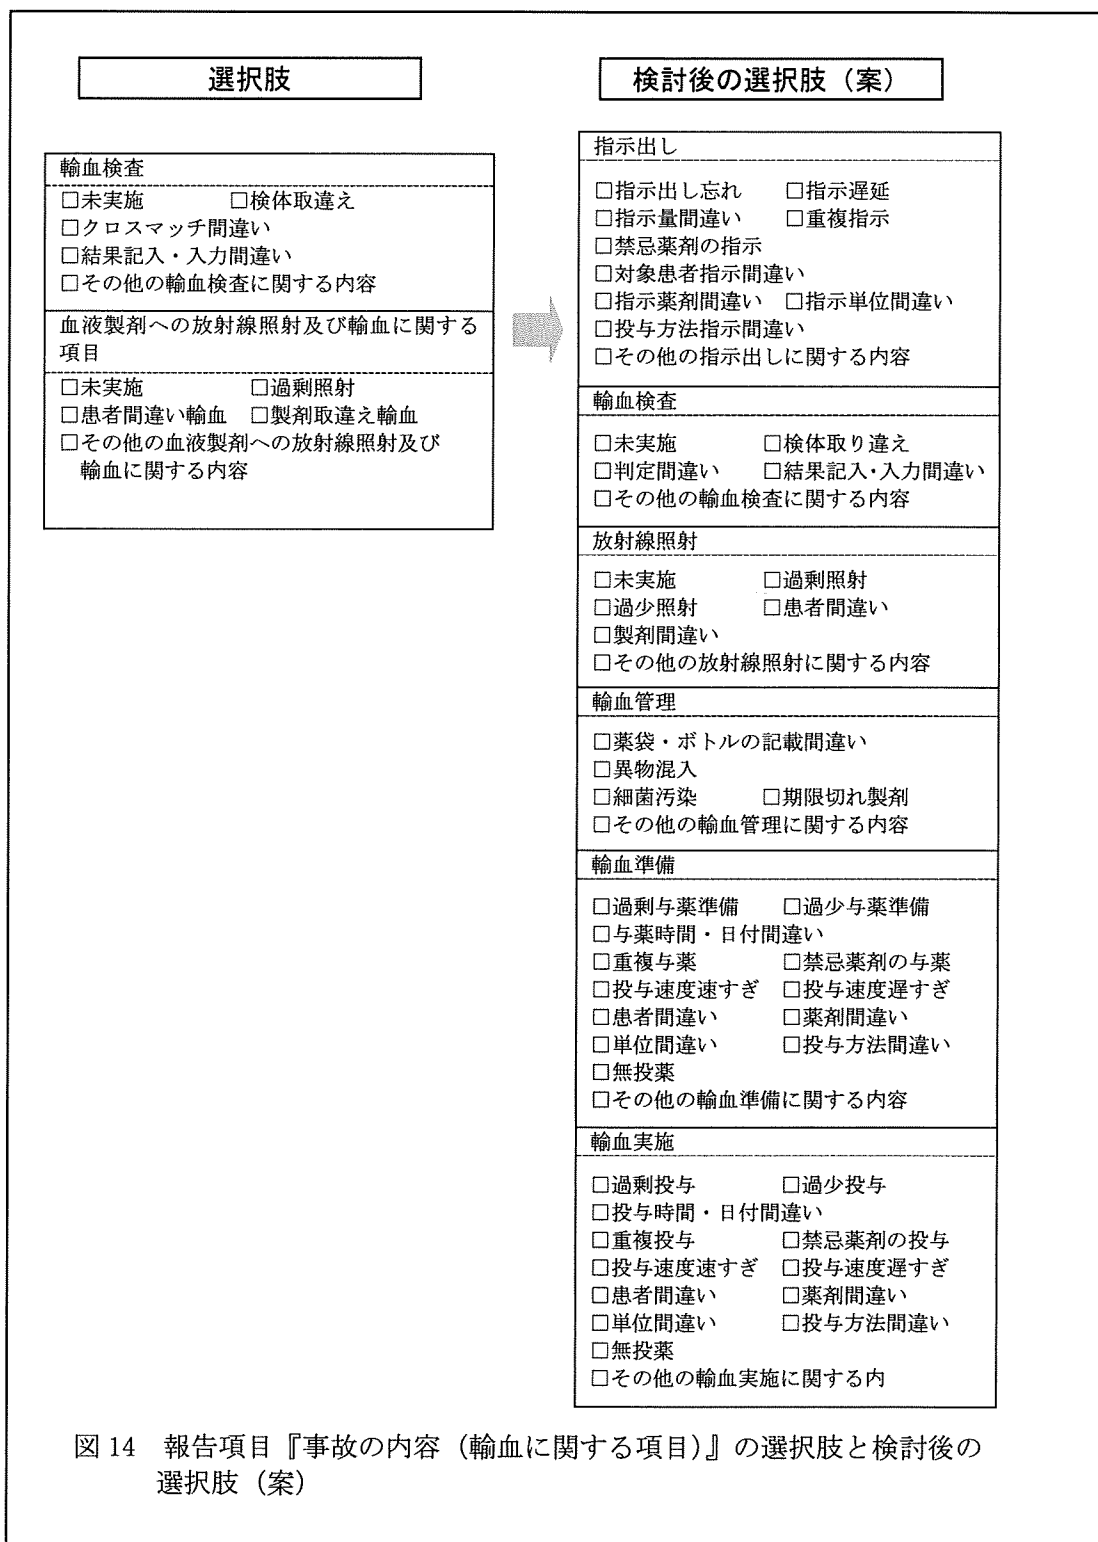 選択肢
輸血検査
□未実施 □検体取違え
□クロスマッチ間違い
□結果記入・入力間違い
□その他の輸血検査に関する内容
血液製剤への放射線照射及び輸血に関する
項目
□未実施 □過剰照射
□患者間違い輸血 □製剤取違え輸血
□その他の血液製剤への放射線照射及び
輸血に関する内容
検討後の選択肢（案）
指示出し
□指示出し忘れ □指示遅延
□指示量間違い □重複指示
□禁忌薬剤の指示
□対象患者指示間違い
□指示薬剤間違い □指示単位間違い
□投与方法指示間違い
□その他の指示出しに関する内容
輸血検査
□未実施 □検体取り違え
□判定間違い □結果記入・入力間違い
□その他の輸血検査に関する内容
放射線照射
□未実施 □過剰照射
□過少照射 □患者間違い
□製剤間違い
□その他の放射線照射に関する内容
輸血管理
□薬袋・ボトルの記載間違い
□異物混入
□細菌汚染 □期限切れ製剤
□その他の輸血管理に関する内容
輸血準備
□過剰与薬準備 □過少与薬準備
□与薬時間・日付間違い
□重複与薬 □禁忌薬剤の与薬
□投与速度速すぎ □投与速度遅すぎ
□患者間違い □薬剤間違い
□単位間違い □投与方法間違い
□無投薬
□その他の輸血準備に関する内容
輸血実施
□過剰投与 □過少投与
□投与時間・日付間違い
□重複投与 □禁忌薬剤の投与
□投与速度速すぎ □投与速度遅すぎ
□患者間違い □薬剤間違い
□単位間違い □投与方法間違い
□無投薬
□その他の輸血実施に関する内
図 14 報告項目『事故の内容（輸血に関する項目）』の選択肢と検討後の
選択肢（案）